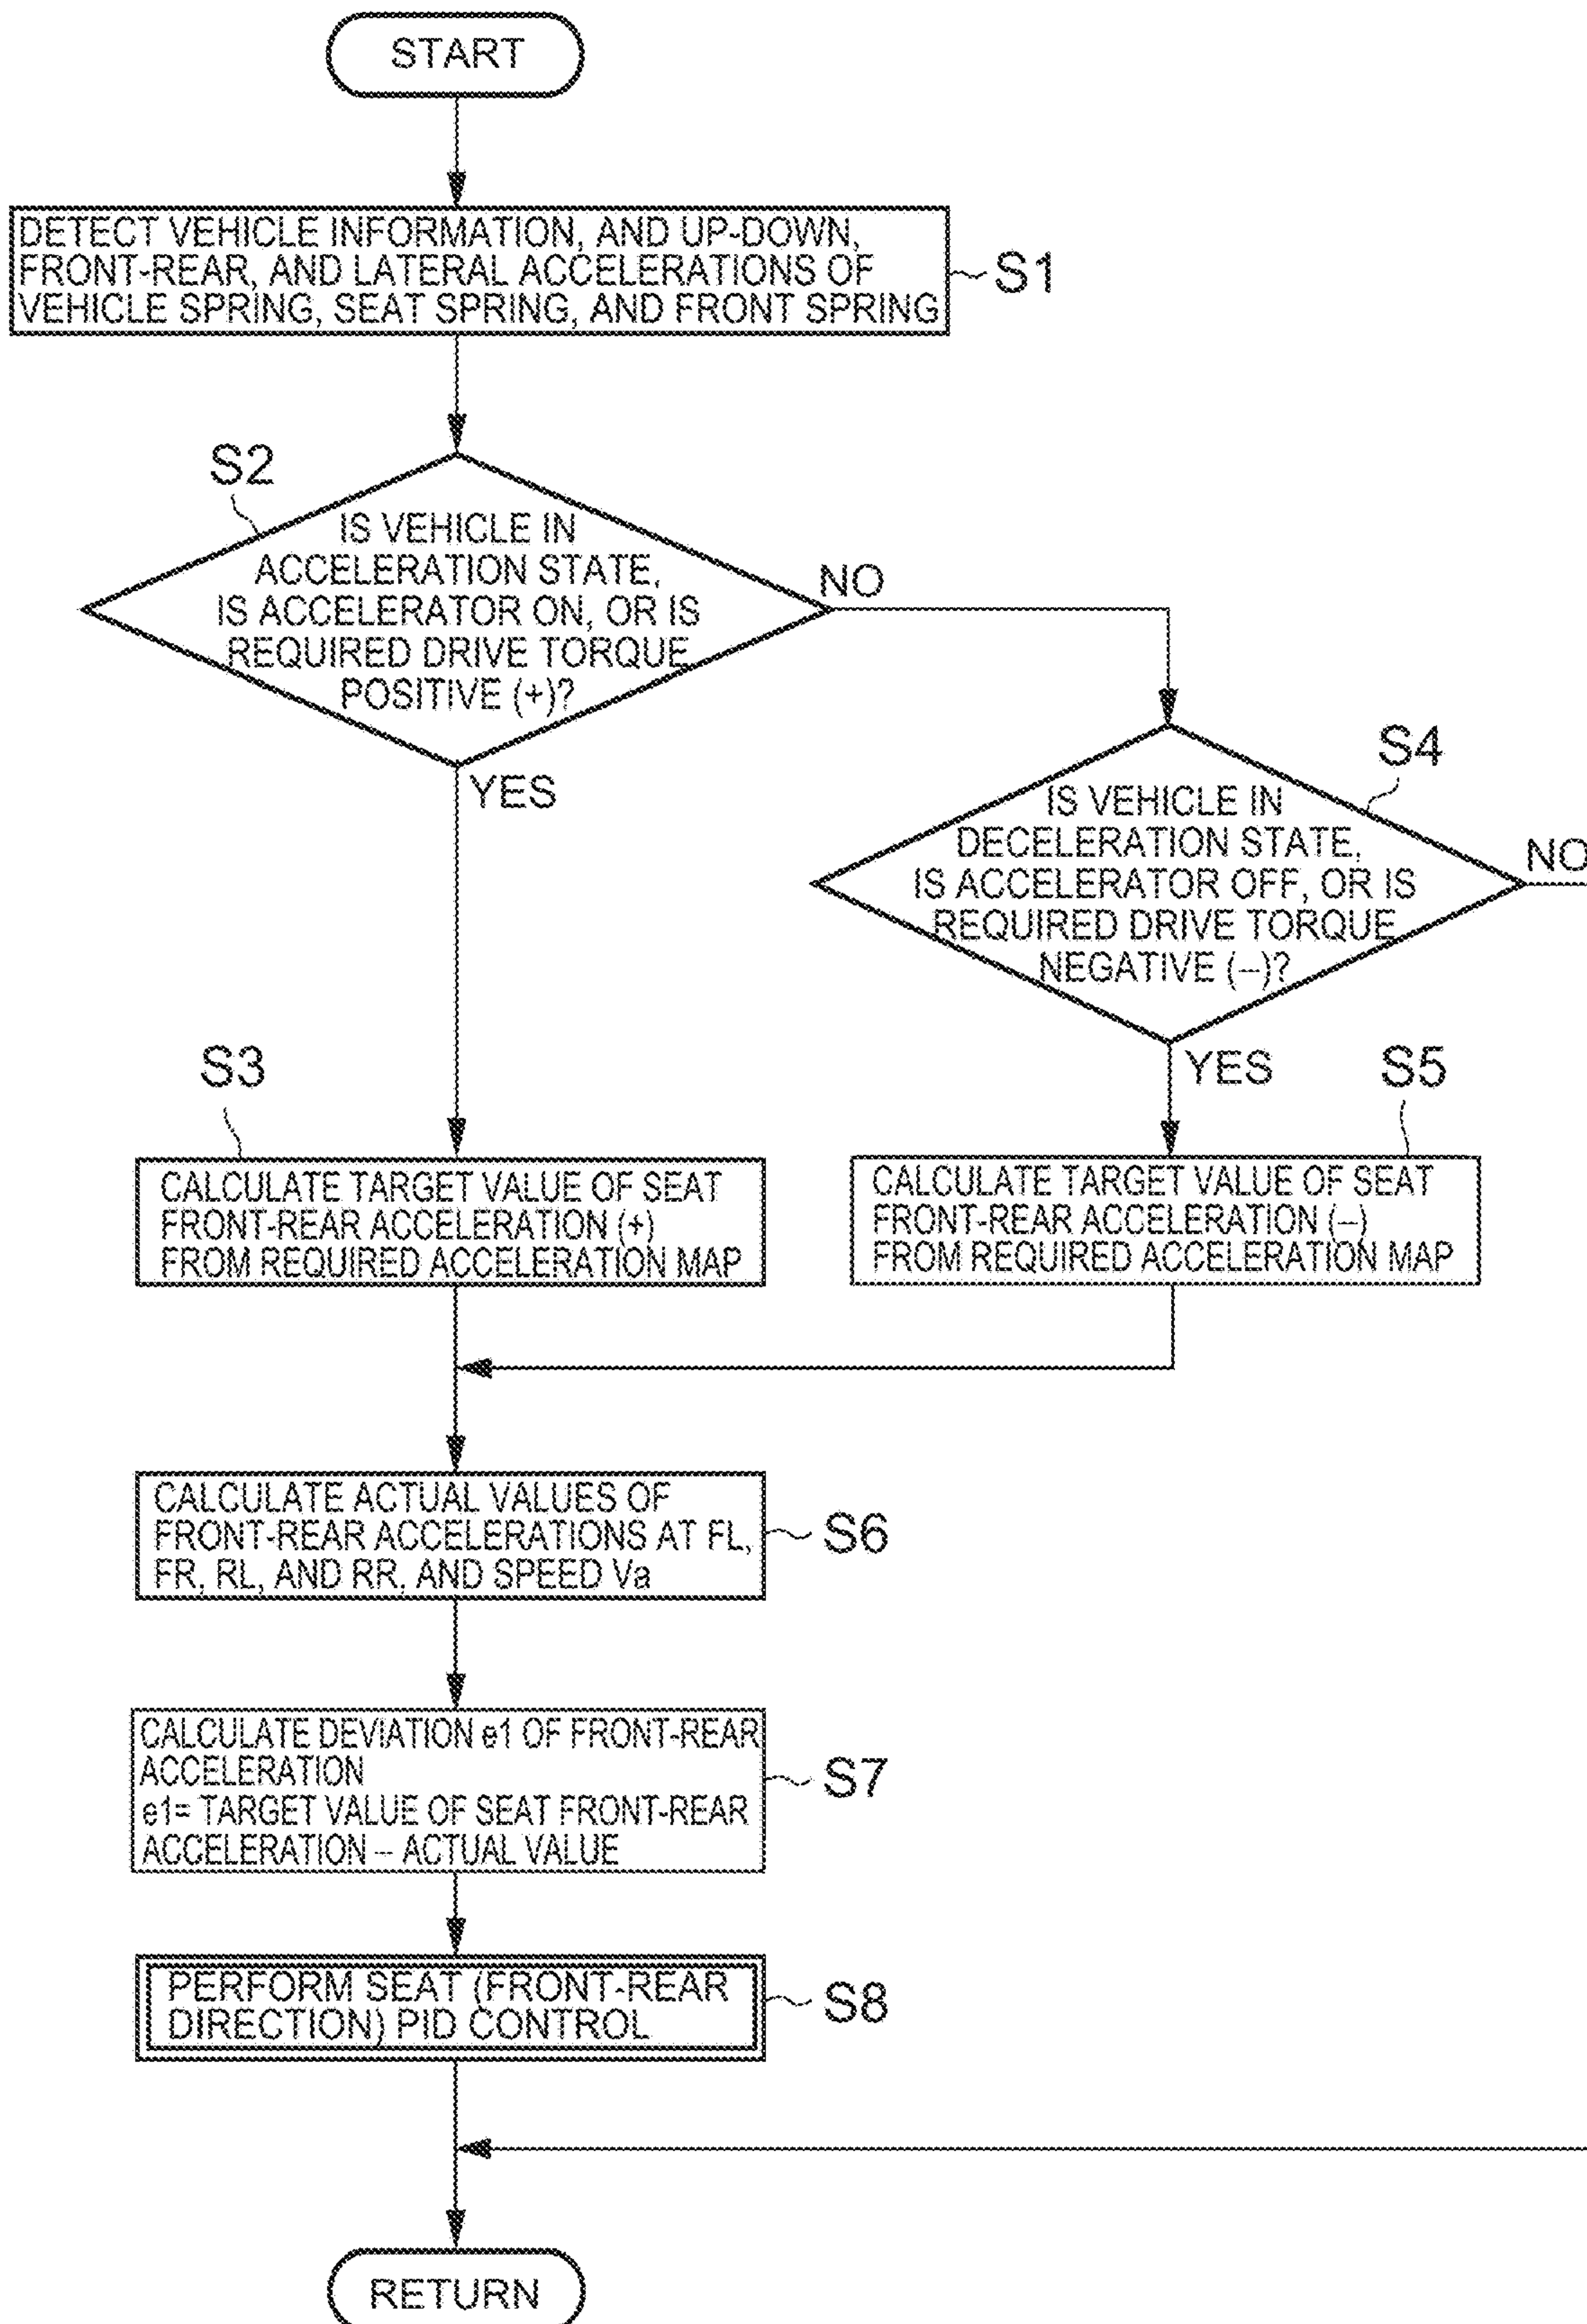 START
DETECT VEHICLE INFORMATION, AND UP-DOWN,
FRONT-REAR, AND LATERAL ACCELERATIONS OF
VEHICLE SPRING, SEAT SPRING, AND FRONT SPRING
S1
S2
IS VEHICLE IN
ACCELERATION STATE,
IS ACCELERATOR ON, OR IS
REQUIRED DRIVE TORQUE
POSITIVE (+)?
NO
YES
S4
IS VEHICLE IN
DECELERATION STATE,
IS ACCELERATOR OFF, OR IS
REQUIRED DRIVE TORQUE
NEGATIVE (–)?
NO
YES
S3
CALCULATE TARGET VALUE OF SEAT
FRONT-REAR ACCELERATION (+)
FROM REQUIRED ACCELERATION MAP
S5
CALCULATE TARGET VALUE OF SEAT
FRONT-REAR ACCELERATION (–)
FROM REQUIRED ACCELERATION MAP
CALCULATE ACTUAL VALUES OF
FRONT-REAR ACCELERATIONS AT FL,
FR, RL, AND RR, AND SPEED Va
S6
CALCULATE DEVIATION e1 OF FRONT-REAR
ACCELERATION
e1= TARGET VALUE OF SEAT FRONT-REAR
ACCELERATION – ACTUAL VALUE
S7
PERFORM SEAT (FRONT-REAR
DIRECTION) PID CONTROL
S8
RETURN